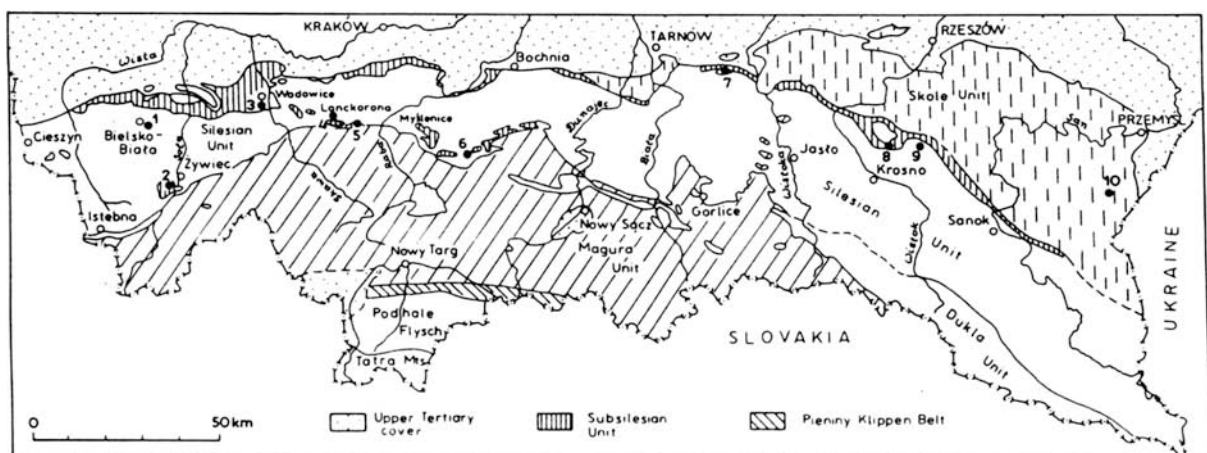 KRAKÓW
TARNÓW
RZESZÓW
Wisła
Bochnia
7
3
Wadowice
Skole Unit
Lanckorona
5
Myślenice
Dunajec
San
PRZEMYŚL
Cieszyn
1
Bielsko-
Biała
Silesian
Unit
Soła
Żywiec
2
6
Biała
Wisłoka
Jasło
8
9
Krosno
10
Skawa
Raba
Istebna
Silesian
Unit
Gorlice
Nowy Sącz
Sanok
Wisłok
Nowy Targ
Magura
Unit
UKRAINE
Podhale
Flysch
SLOVAKIA
Dukla
Unit
Tatra Mts
0
50 km
Upper Tertiary
cover
Subsilesian
Unit
Pieniny Klippen Belt